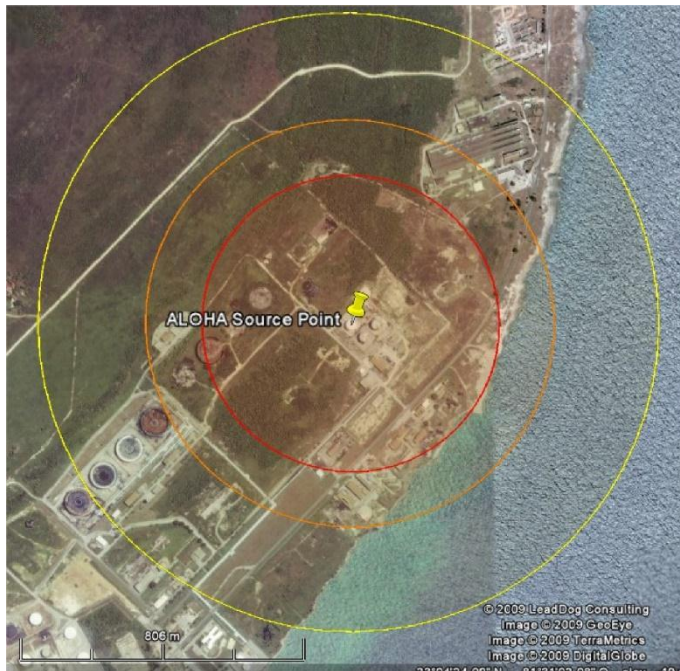 ALOHA Source Point
© 2009 LeadDog Consulting
Image © 2009 GeoEye
Image © 2009 TerraMetrics
Image © 2009 DigitalGlobe
806 m